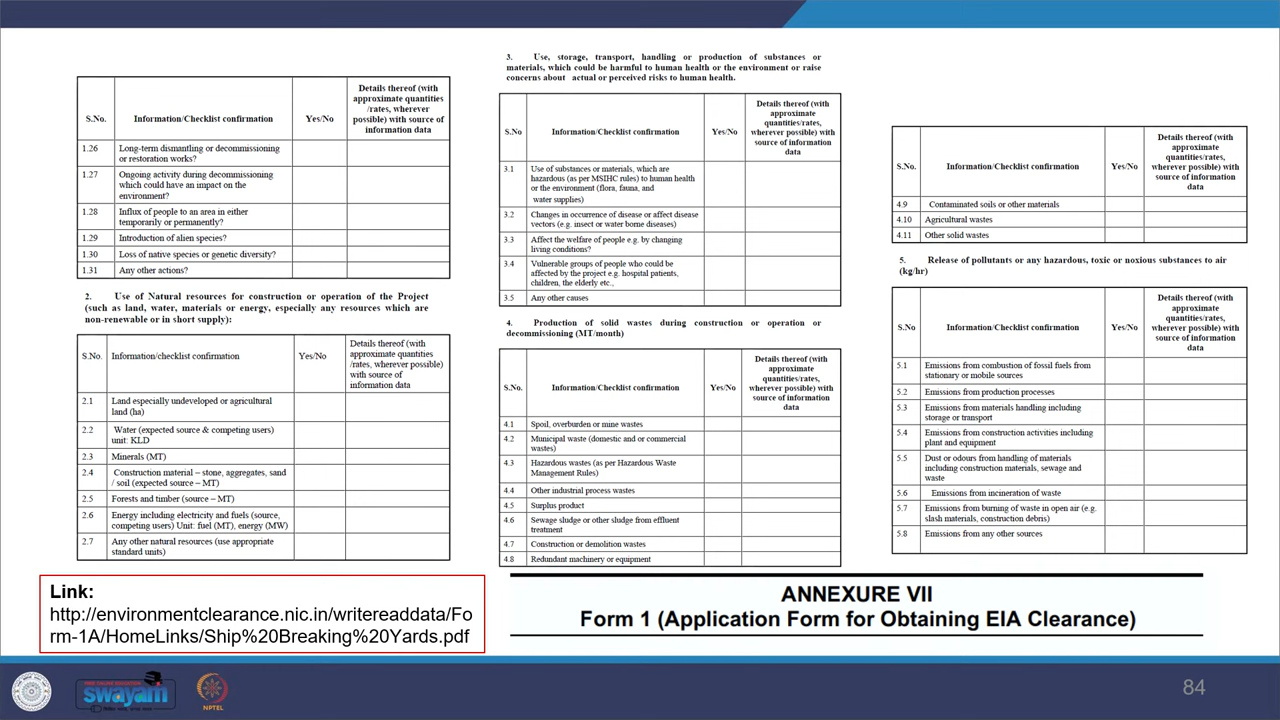 S.No.
Information/Checklist confirmation
Yes/No
Details thereof (with
approximate quantities
/rates, wherever
possible) with source of
information data
1.26 Long-term dismantling or decommissioning
or restoration works?
1.27 Ongoing activity during decommissioning
which could have an impact on the
environment?
1.28 Influx of people to an area in either
temporarily or permanently?
1.29 Introduction of alien species?
1.30 Loss of native species or genetic diversity?
1.31 Any other actions?
2. Use of Natural resources for construction or operation of the Project
(such as land, water, materials or energy, especially any resources which are
non-renewable or in short supply):
S.No.
Information/checklist confirmation
Yes/No
Details thereof (with
approximate quantities
/rates, wherever possible)
with source of
information data
2.1 Land especially undeveloped or agricultural
land (ha)
2.2 Water (expected source & competing users)
unit: KLD
2.3 Minerals (MT)
2.4 Construction material – stone, aggregates, sand
/ soil (expected source – MT)
2.5 Forests and timber (source – MT)
2.6 Energy including electricity and fuels (source,
competing users) Unit: fuel (MT), energy (MW)
2.7 Any other natural resources (use appropriate
standard units)
3. Use, storage, transport, handling or production of substances or
materials, which could be harmful to human health or the environment or raise
concerns about actual or perceived risks to human health.
S.No
Information/Checklist confirmation
Yes/No
Details thereof (with
approximate
quantities/rates,
wherever possible) with
source of information
data
3.1 Use of substances or materials, which are
hazardous (as per MSIHC rules) to human health
or the environment (flora, fauna, and
water supplies)
3.2 Changes in occurrence of disease or affect disease
vectors (e.g. insect or water borne diseases)
3.3 Affect the welfare of people e.g. by changing
living conditions?
3.4 Vulnerable groups of people who could be
affected by the project e.g. hospital patients,
children, the elderly etc.,
3.5 Any other causes
4. Production of solid wastes during construction or operation or
decommissioning (MT/month)
S.No.
Information/Checklist confirmation
Yes/No
Details thereof (with
approximate
quantities/rates,
wherever possible) with
source of information
data
4.1 Spoil, overburden or mine wastes
4.2 Municipal waste (domestic and or commercial
wastes)
4.3 Hazardous wastes (as per Hazardous Waste
Management Rules)
4.4 Other industrial process wastes
4.5 Surplus product
4.6 Sewage sludge or other sludge from effluent
treatment
4.7 Construction or demolition wastes
4.8 Redundant machinery or equipment
S.No.
Information/Checklist confirmation
Yes/No
Details thereof (with
approximate
quantities/rates,
wherever possible) with
source of information
data
4.9 Contaminated soils or other materials
4.10 Agricultural wastes
4.11 Other solid wastes
5. Release of pollutants or any hazardous, toxic or noxious substances to air
(kg/hr)
S.No
Information/Checklist confirmation
Yes/No
Details thereof (with
approximate
quantities/rates,
wherever possible) with
source of information
data
5.1 Emissions from combustion of fossil fuels from
stationary or mobile sources
5.2 Emissions from production processes
5.3 Emissions from materials handling including
storage or transport
5.4 Emissions from construction activities including
plant and equipment
5.5 Dust or odours from handling of materials
including construction materials, sewage and
waste
5.6 Emissions from incineration of waste
5.7 Emissions from burning of waste in open air (e.g.
slash materials, construction debris)
5.8 Emissions from any other sources
Link:
http://environmentclearance.nic.in/writereaddata/Fo
rm-1A/HomeLinks/Ship%20Breaking%20Yards.pdf
ANNEXURE VII
Form 1 (Application Form for Obtaining EIA Clearance)
swayam
NPTEL
84